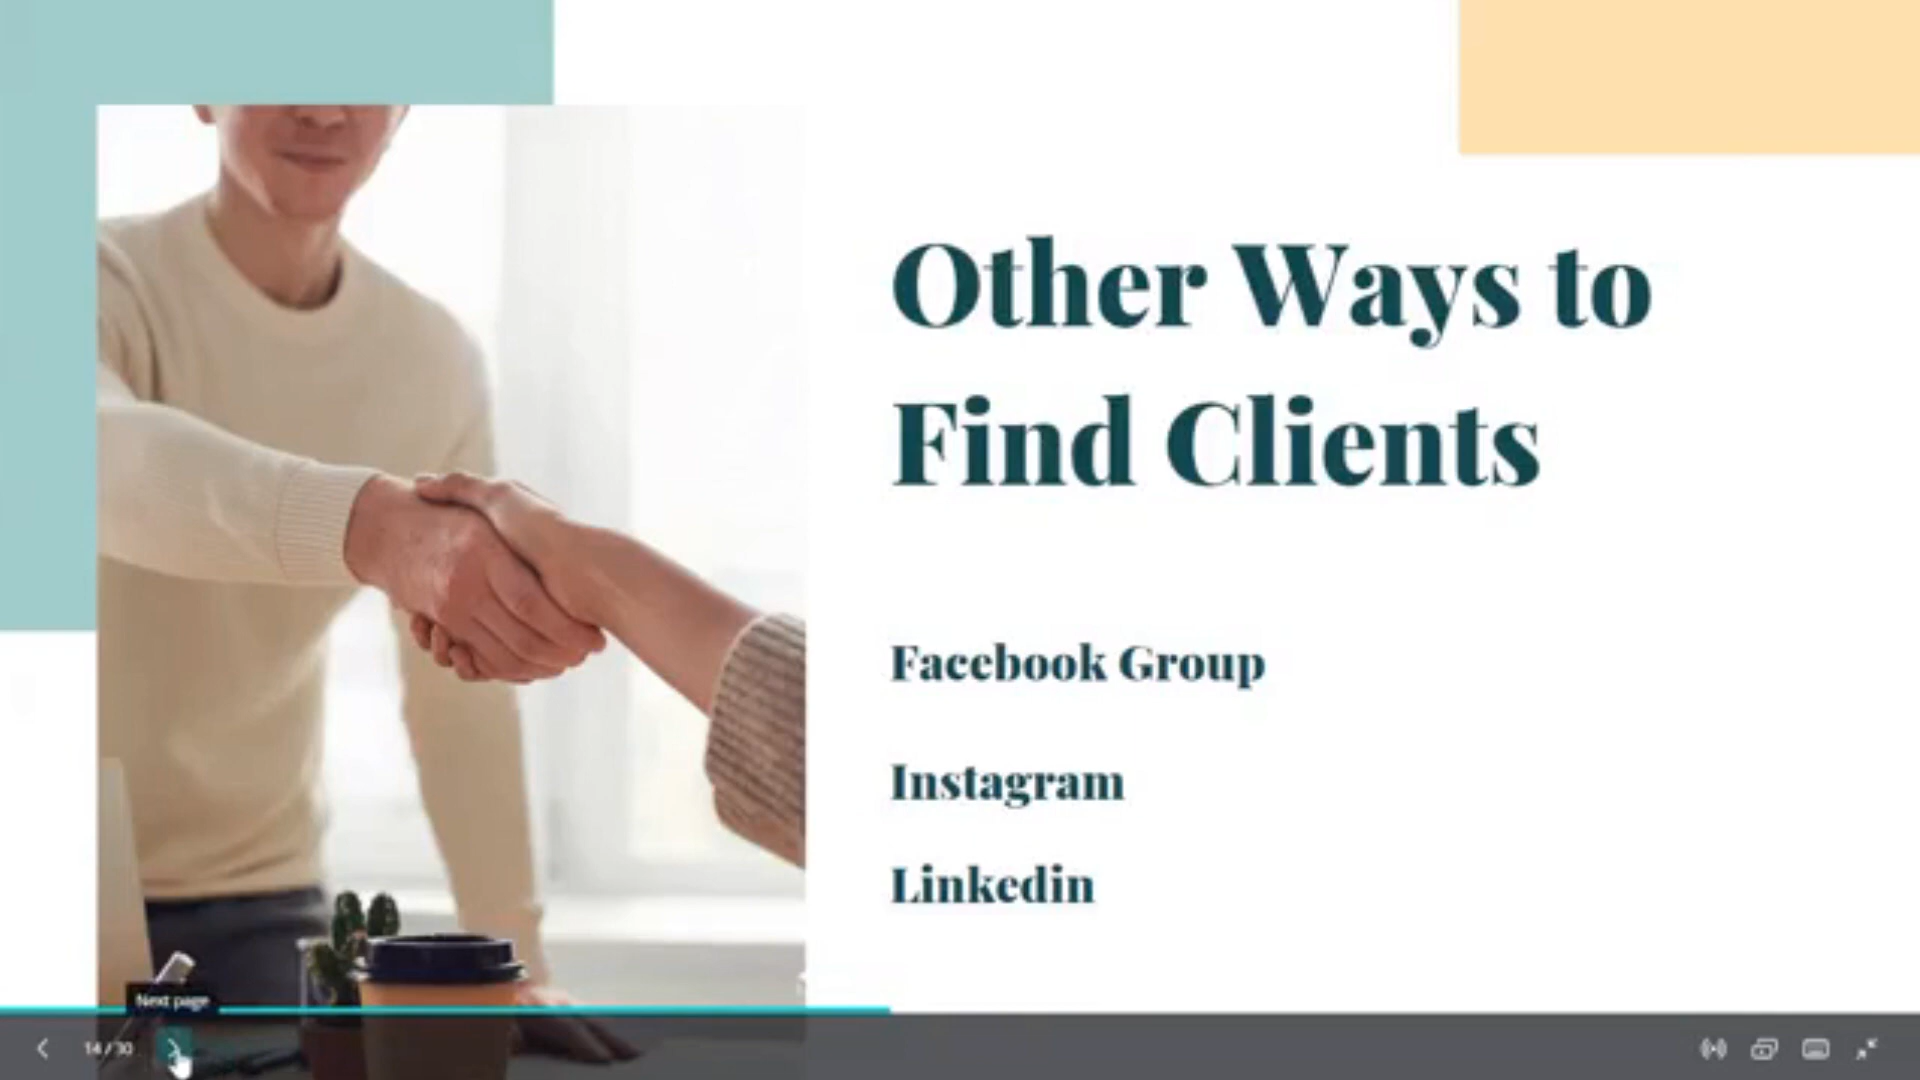 Other Ways to
Find Clients
Facebook Group
Instagram
Linkedin
Next page
14 / 30